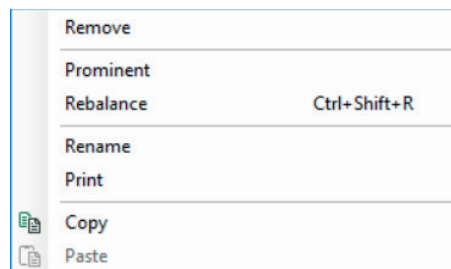 Remove
Prominent
Rebalance Ctrl+Shift+R
Rename
Print
Copy
Paste